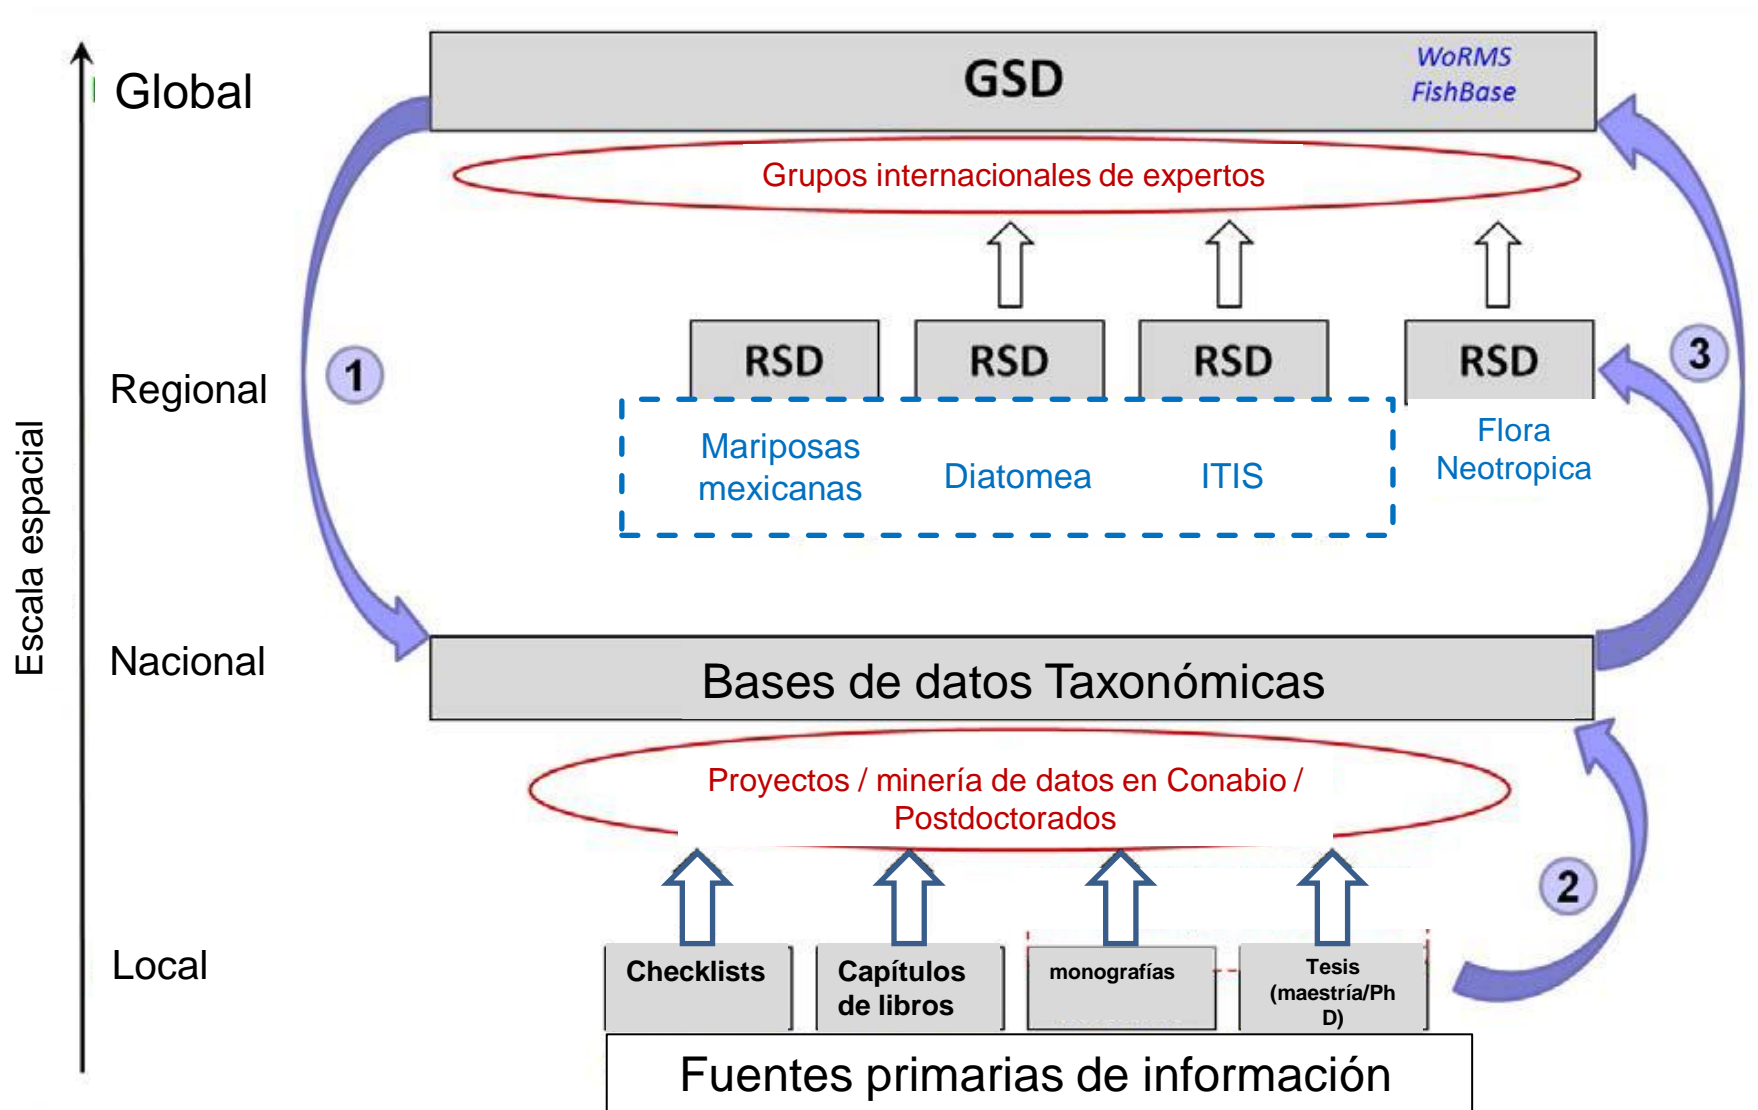 Global
GSD
WoRMS
FishBase
Grupos internacionales de expertos
Regional
RSD
RSD
RSD
RSD
1
3
Mariposas
mexicanas
Diatomea
ITIS
Flora
Neotropica
Escala espacial
Nacional
Bases de datos Taxonómicas
Proyectos / minería de datos en Conabio /
Postdoctorados
2
Local
Checklists
Capítulos
de libros
monografías
Tesis
(maestría/Ph
D)
Fuentes primarias de información